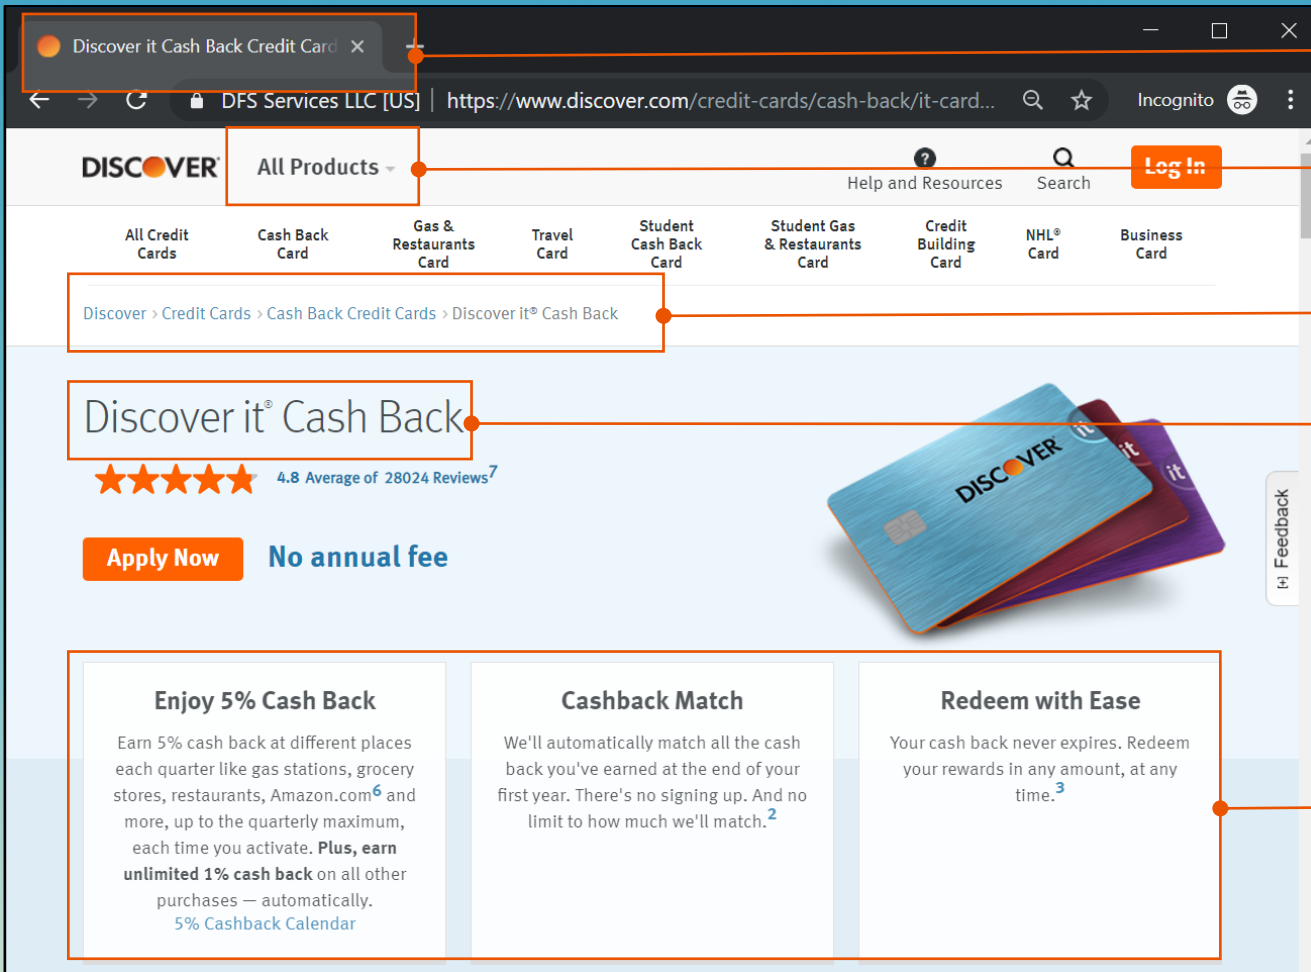 Discover it Cash Back Credit Card
DFS Services LLC [US] | https://www.discover.com/credit-cards/cash-back/it-card...
Incognito
DISCOVER
All Products
Help and Resources
Search
Log In
All Credit
Cards
Cash Back
Card
Gas &
Restaurants
Card
Travel
Card
Student
Cash Back
Card
Student Gas
& Restaurants
Card
Credit
Building
Card
NHL®
Card
Business
Card
Discover › Credit Cards › Cash Back Credit Cards › Discover it® Cash Back
Discover it® Cash Back
4.8 Average of 28024 Reviews7
Apply Now
No annual fee
DISCOVER
it
it
it
[+] Feedback
Enjoy 5% Cash Back
Earn 5% cash back at different places
each quarter like gas stations, grocery
stores, restaurants, Amazon.com6 and
more, up to the quarterly maximum,
each time you activate. Plus, earn
unlimited 1% cash back on all other
purchases — automatically.
5% Cashback Calendar
Cashback Match
We'll automatically match all the cash
back you've earned at the end of your
first year. There's no signing up. And no
limit to how much we'll match.2
Redeem with Ease
Your cash back never expires. Redeem
your rewards in any amount, at any
time.3